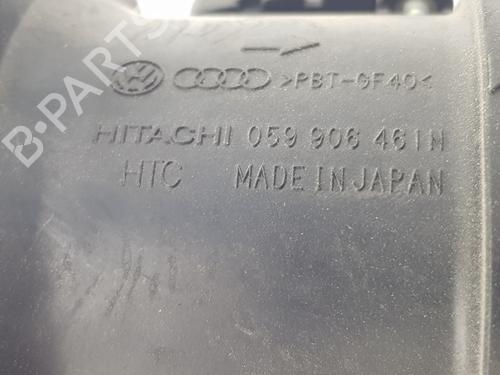 >PBT-GF40<
HITACHI 059 906 461N
HTC MADE IN JAPAN
B-PARTS